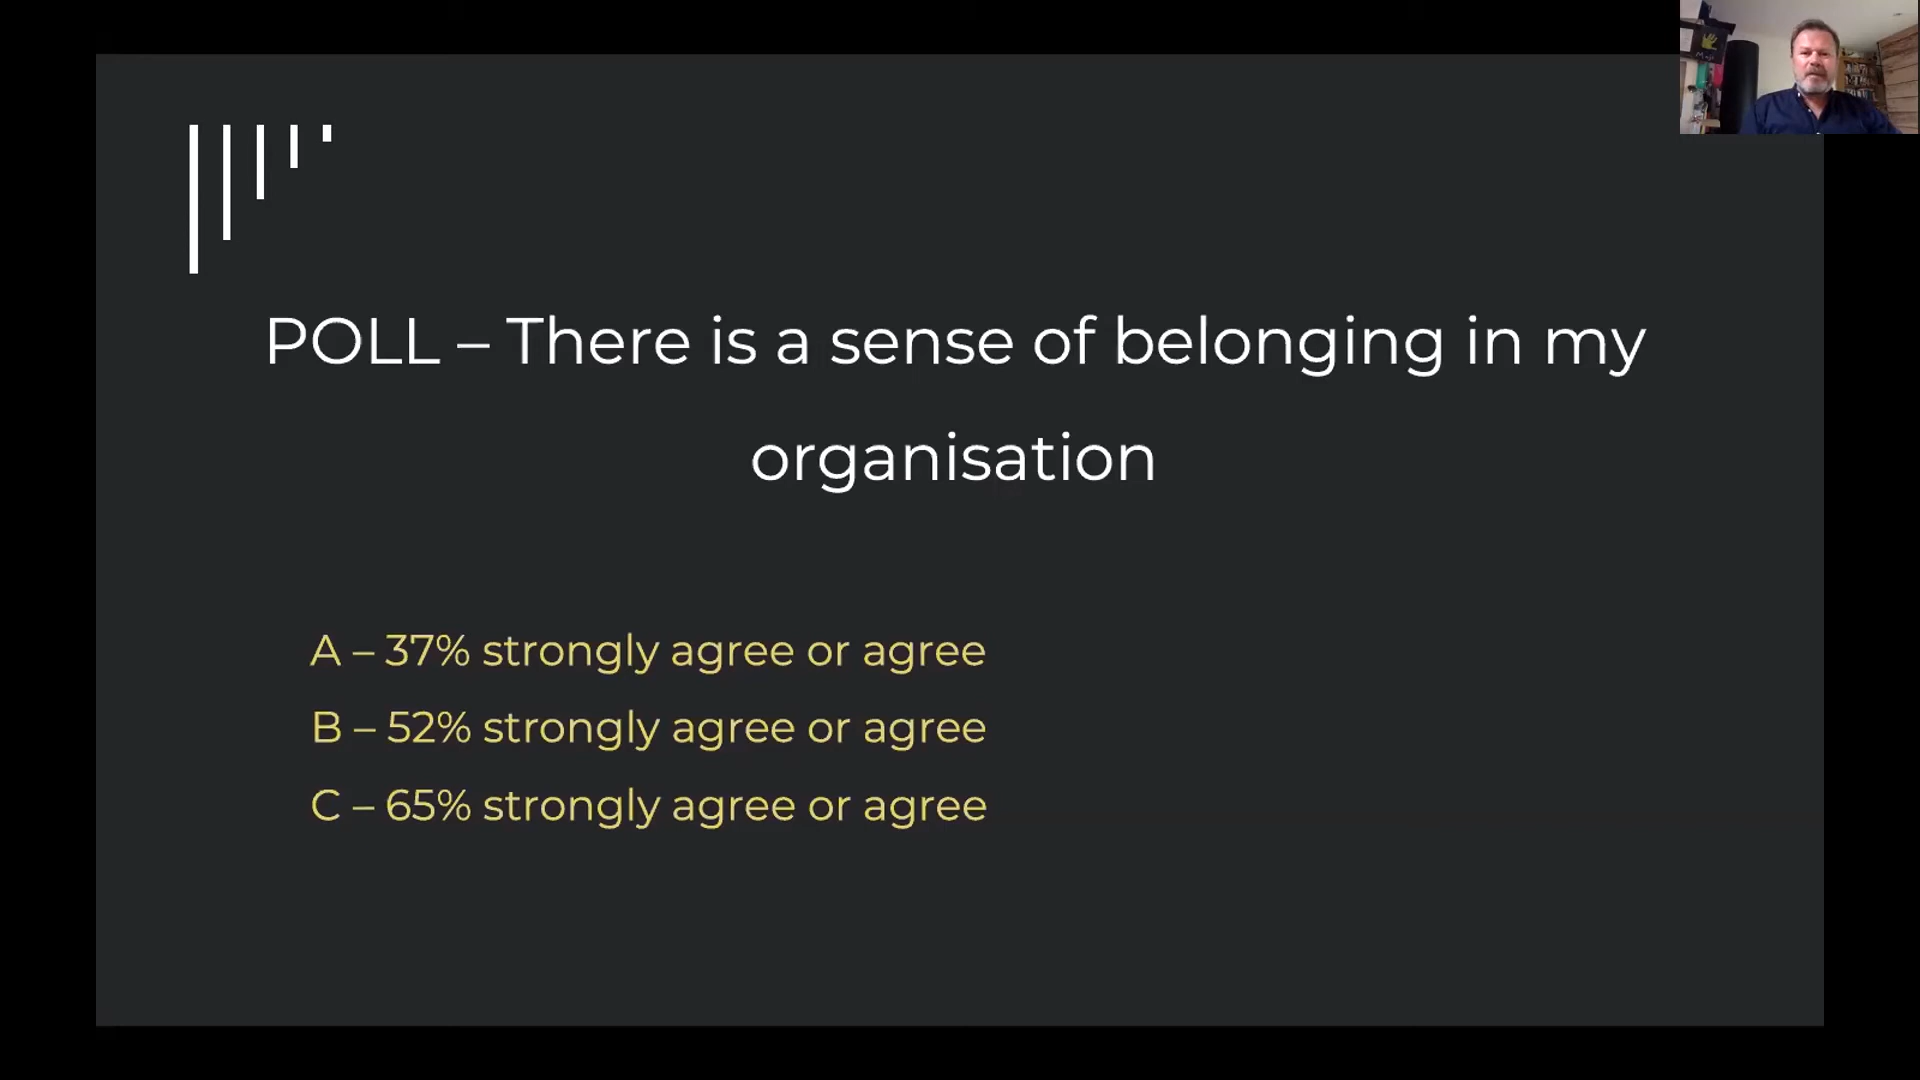 POLL – There is a sense of belonging in my
organisation
A – 37% strongly agree or agree
B – 52% strongly agree or agree
C – 65% strongly agree or agree